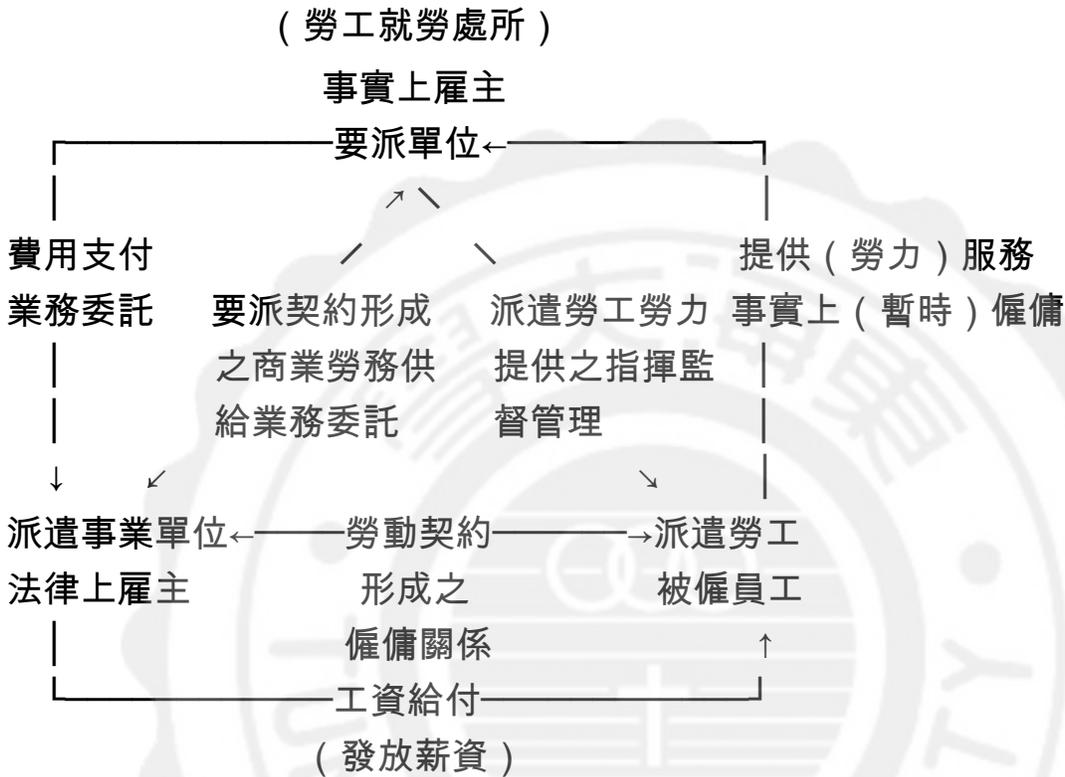 （勞工就勞處所）
事實上雇主
要派單位
費用支付 提供（勞力）服務
業務委託 要派契約形成 派遣勞工勞力 事實上（暫時）僱傭
之商業勞務供 提供之指揮監
給業務委託 督管理
派遣事業單位 勞動契約 派遣勞工
法律上雇主 形成之 被僱員工
僱傭關係
工資給付
（發放薪資）